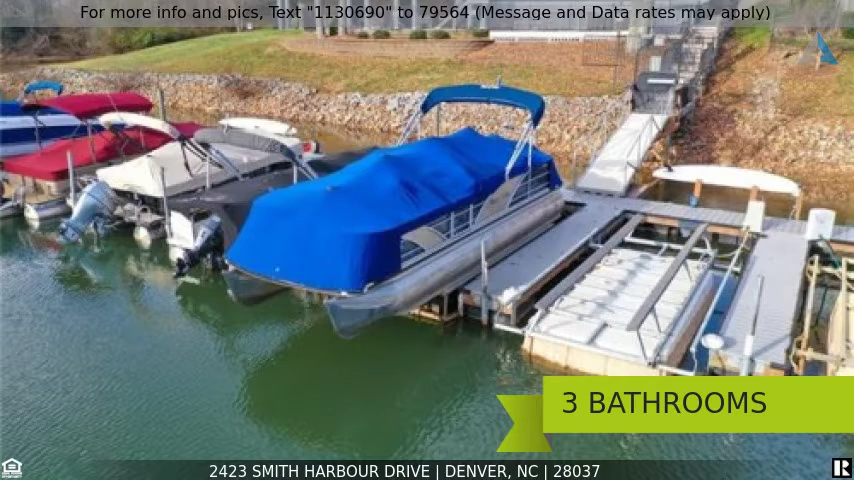 For more info and pics, Text "1130690" to 79564 (Message and Data rates may apply)
3 BATHROOMS
2423 SMITH HARBOUR DRIVE | DENVER, NC | 28037